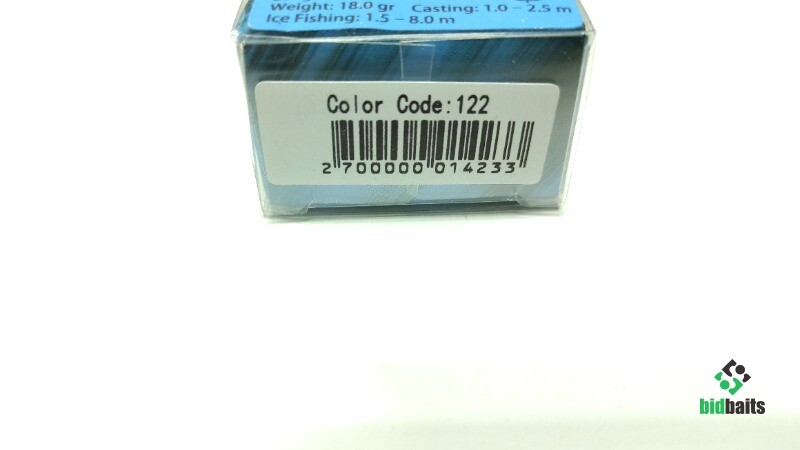 Weight: 18.0 gr Casting: 1.0 – 2.5 m
Ice Fishing: 1.5 – 8.0 m
Color Code:122
2 700000 014233
bidbaits